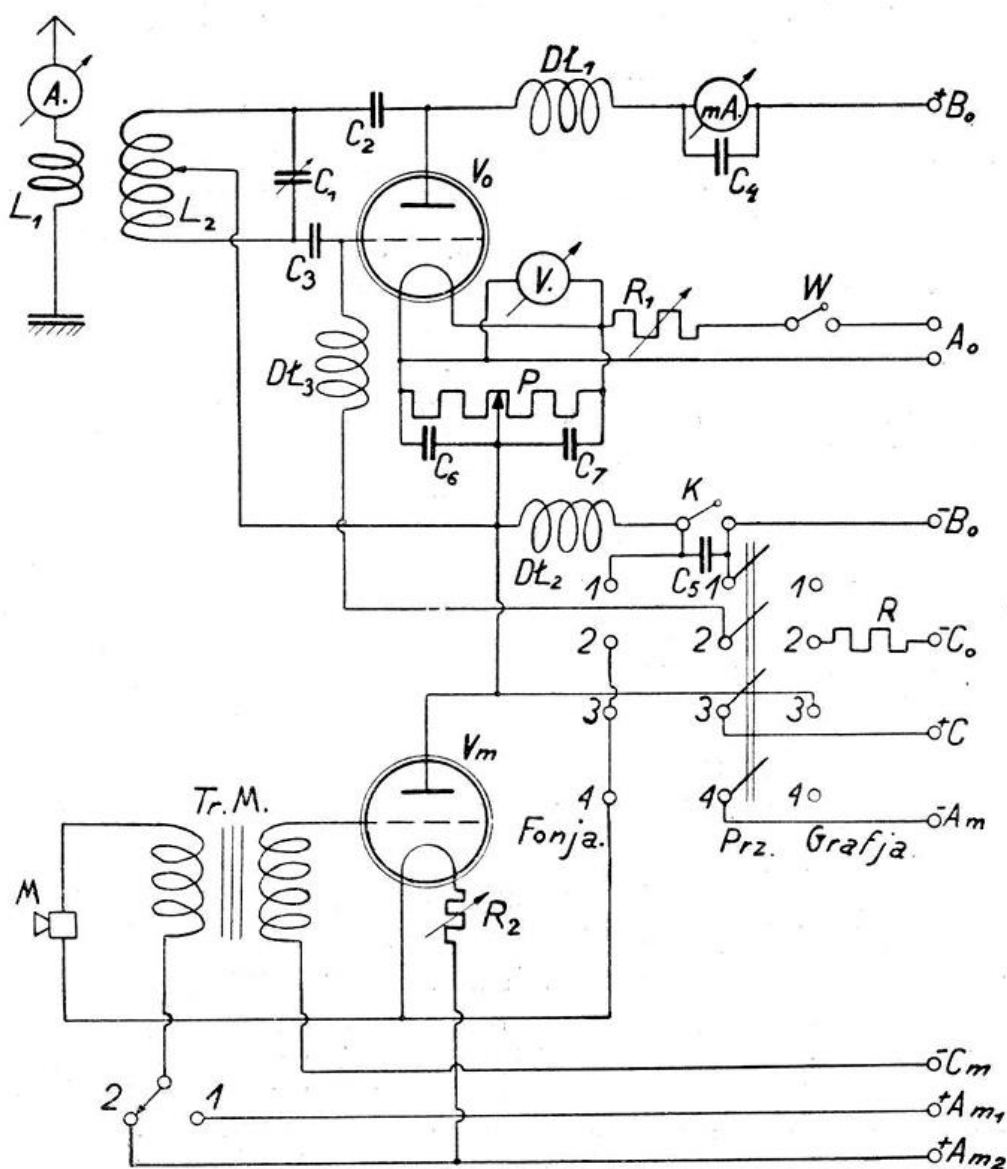 A.
L₁
L₂
C₁
C₂
C₃
DŁ₁
mA.
C₄
⁺B₀
V₀
V.
R₁
W
A₀
DŁ₃
P
C₆
C₇
K
⁻B₀
DŁ₂
C₅
1 1 1
2 2 2
R
⁻C₀
3 3 3
⁺C
4 4 4
⁻Am
Fonja. Prz. Grafja.
Vm
Tr. M.
M
R₂
⁻Cm
2 1
⁺Am₁
⁺Am₂